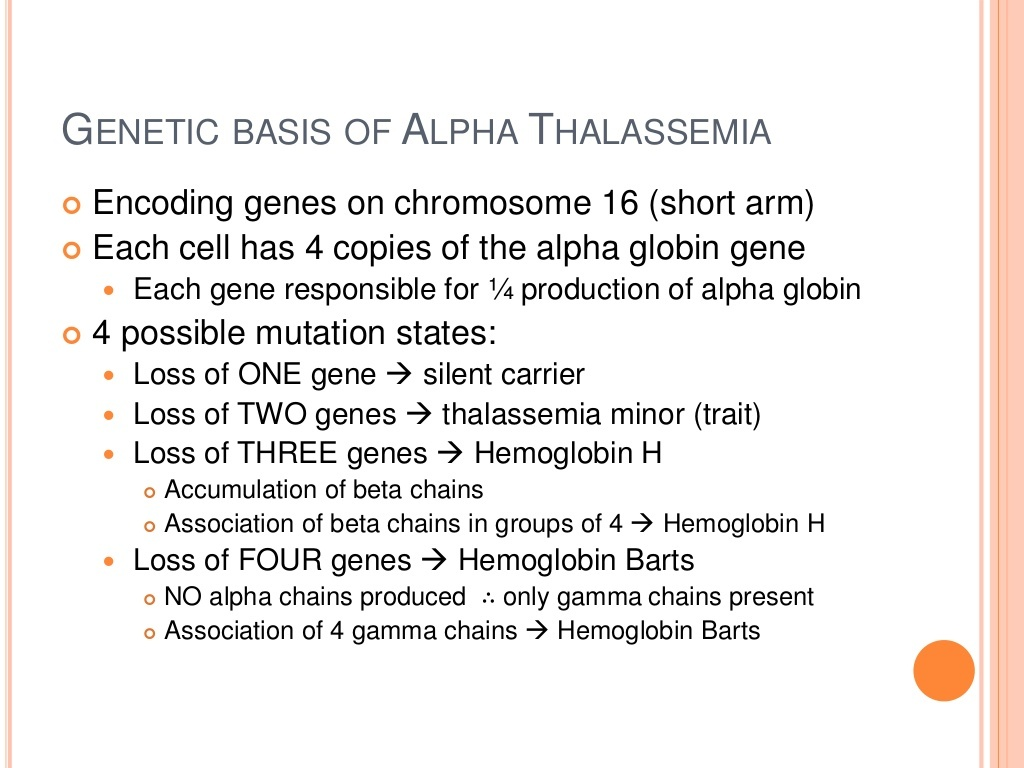 Genetic basis of Alpha Thalassemia
Encoding genes on chromosome 16 (short arm)
Each cell has 4 copies of the alpha globin gene
Each gene responsible for ¼ production of alpha globin
4 possible mutation states:
Loss of ONE gene → silent carrier
Loss of TWO genes → thalassemia minor (trait)
Loss of THREE genes → Hemoglobin H
Accumulation of beta chains
Association of beta chains in groups of 4 → Hemoglobin H
Loss of FOUR genes → Hemoglobin Barts
NO alpha chains produced ∴ only gamma chains present
Association of 4 gamma chains → Hemoglobin Barts